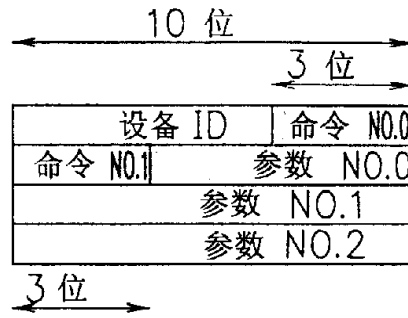 10 位
3 位
设备 ID 命令 NO.0
命令 NO.1 参数 NO.0
参数 NO.1
参数 NO.2
3 位